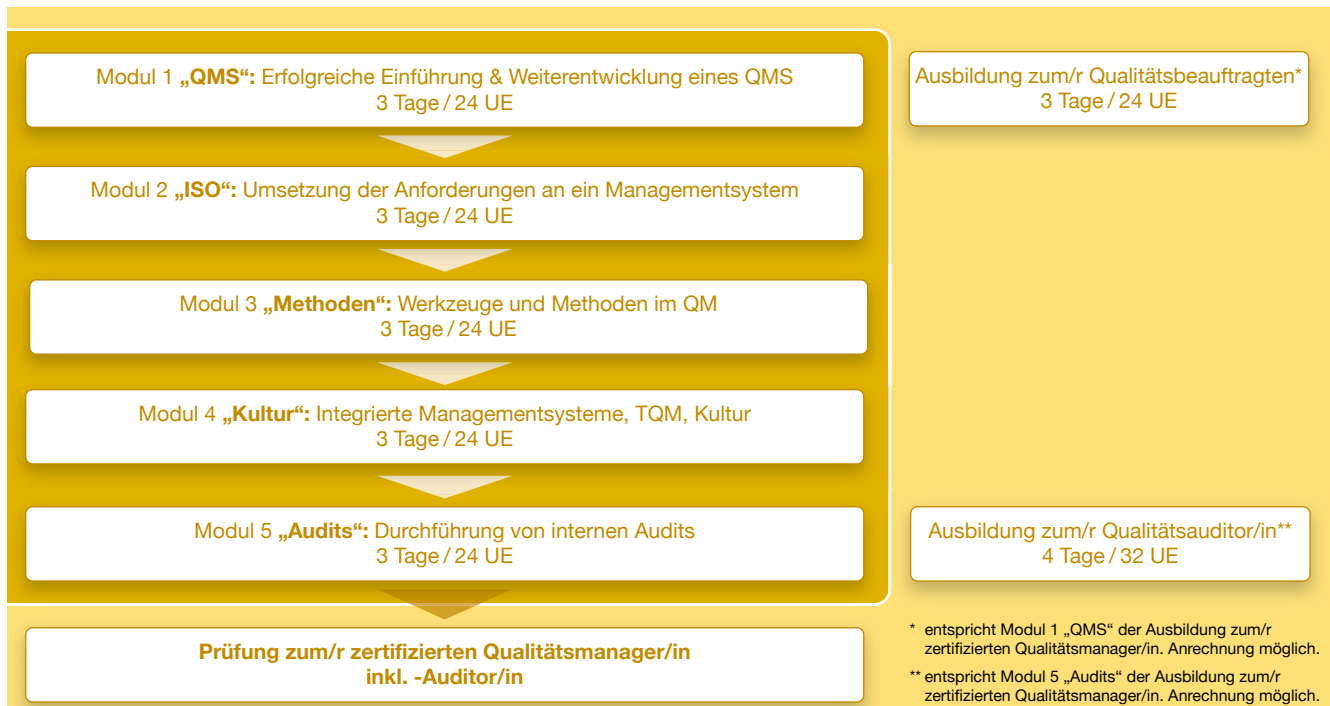 Modul 1 „QMS“: Erfolgreiche Einführung & Weiterentwicklung eines QMS
3 Tage / 24 UE
Ausbildung zum/r Qualitätsbeauftragten*
3 Tage / 24 UE
Modul 2 „ISO“: Umsetzung der Anforderungen an ein Managementsystem
3 Tage / 24 UE
Modul 3 „Methoden“: Werkzeuge und Methoden im QM
3 Tage / 24 UE
Modul 4 „Kultur“: Integrierte Managementsysteme, TQM, Kultur
3 Tage / 24 UE
Modul 5 „Audits“: Durchführung von internen Audits
3 Tage / 24 UE
Ausbildung zum/r Qualitätsauditor/in**
4 Tage / 32 UE
Prüfung zum/r zertifizierten Qualitätsmanager/in
inkl. -Auditor/in
* entspricht Modul 1 „QMS“ der Ausbildung zum/r
zertifizierten Qualitätsmanager/in. Anrechnung möglich.
** entspricht Modul 5 „Audits“ der Ausbildung zum/r
zertifizierten Qualitätsmanager/in. Anrechnung möglich.